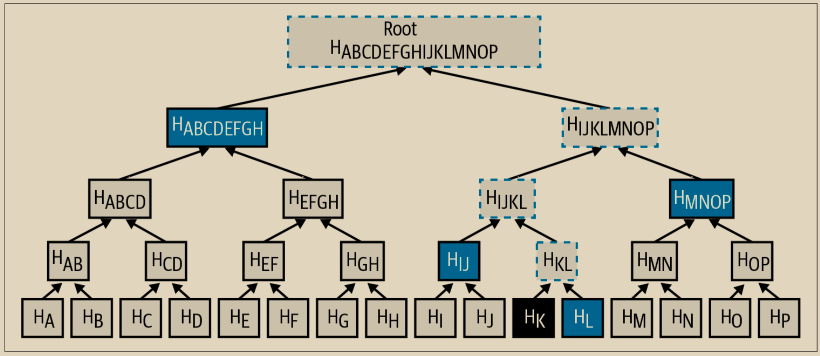 Root
HABCDEFGHIJKLMNOP
HABCDEFGH
HIJKLMNOP
HABCD
HEFGH
HIJKL
HMNOP
HAB
HCD
HEF
HGH
HIJ
HKL
HMN
HOP
HA
HB
HC
HD
HE
HF
HG
HH
HI
HJ
HK
HL
HM
HN
HO
HP